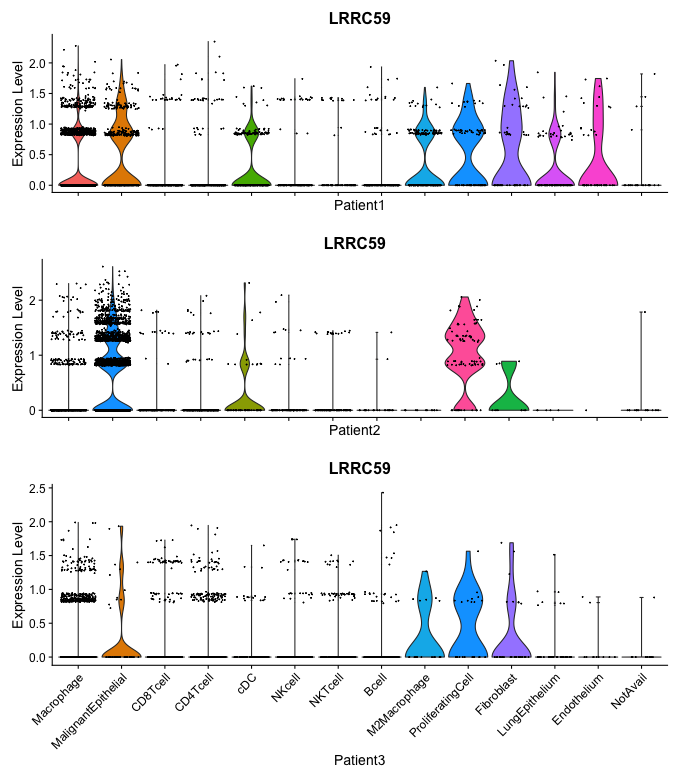 LRRC59
Expression Level
2.0
1.5
1.0
0.5
0.0
Patient1
LRRC59
Expression Level
2
1
0
Patient2
LRRC59
Expression Level
2.5
2.0
1.5
1.0
0.5
0.0
Macrophage
MalignantEpithelial
CD8Tcell
CD4Tcell
cDC
NKcell
NKTcell
Bcell
M2Macrophage
ProliferatingCell
Fibroblast
LungEpithelium
Endothelium
NotAvail
Patient3